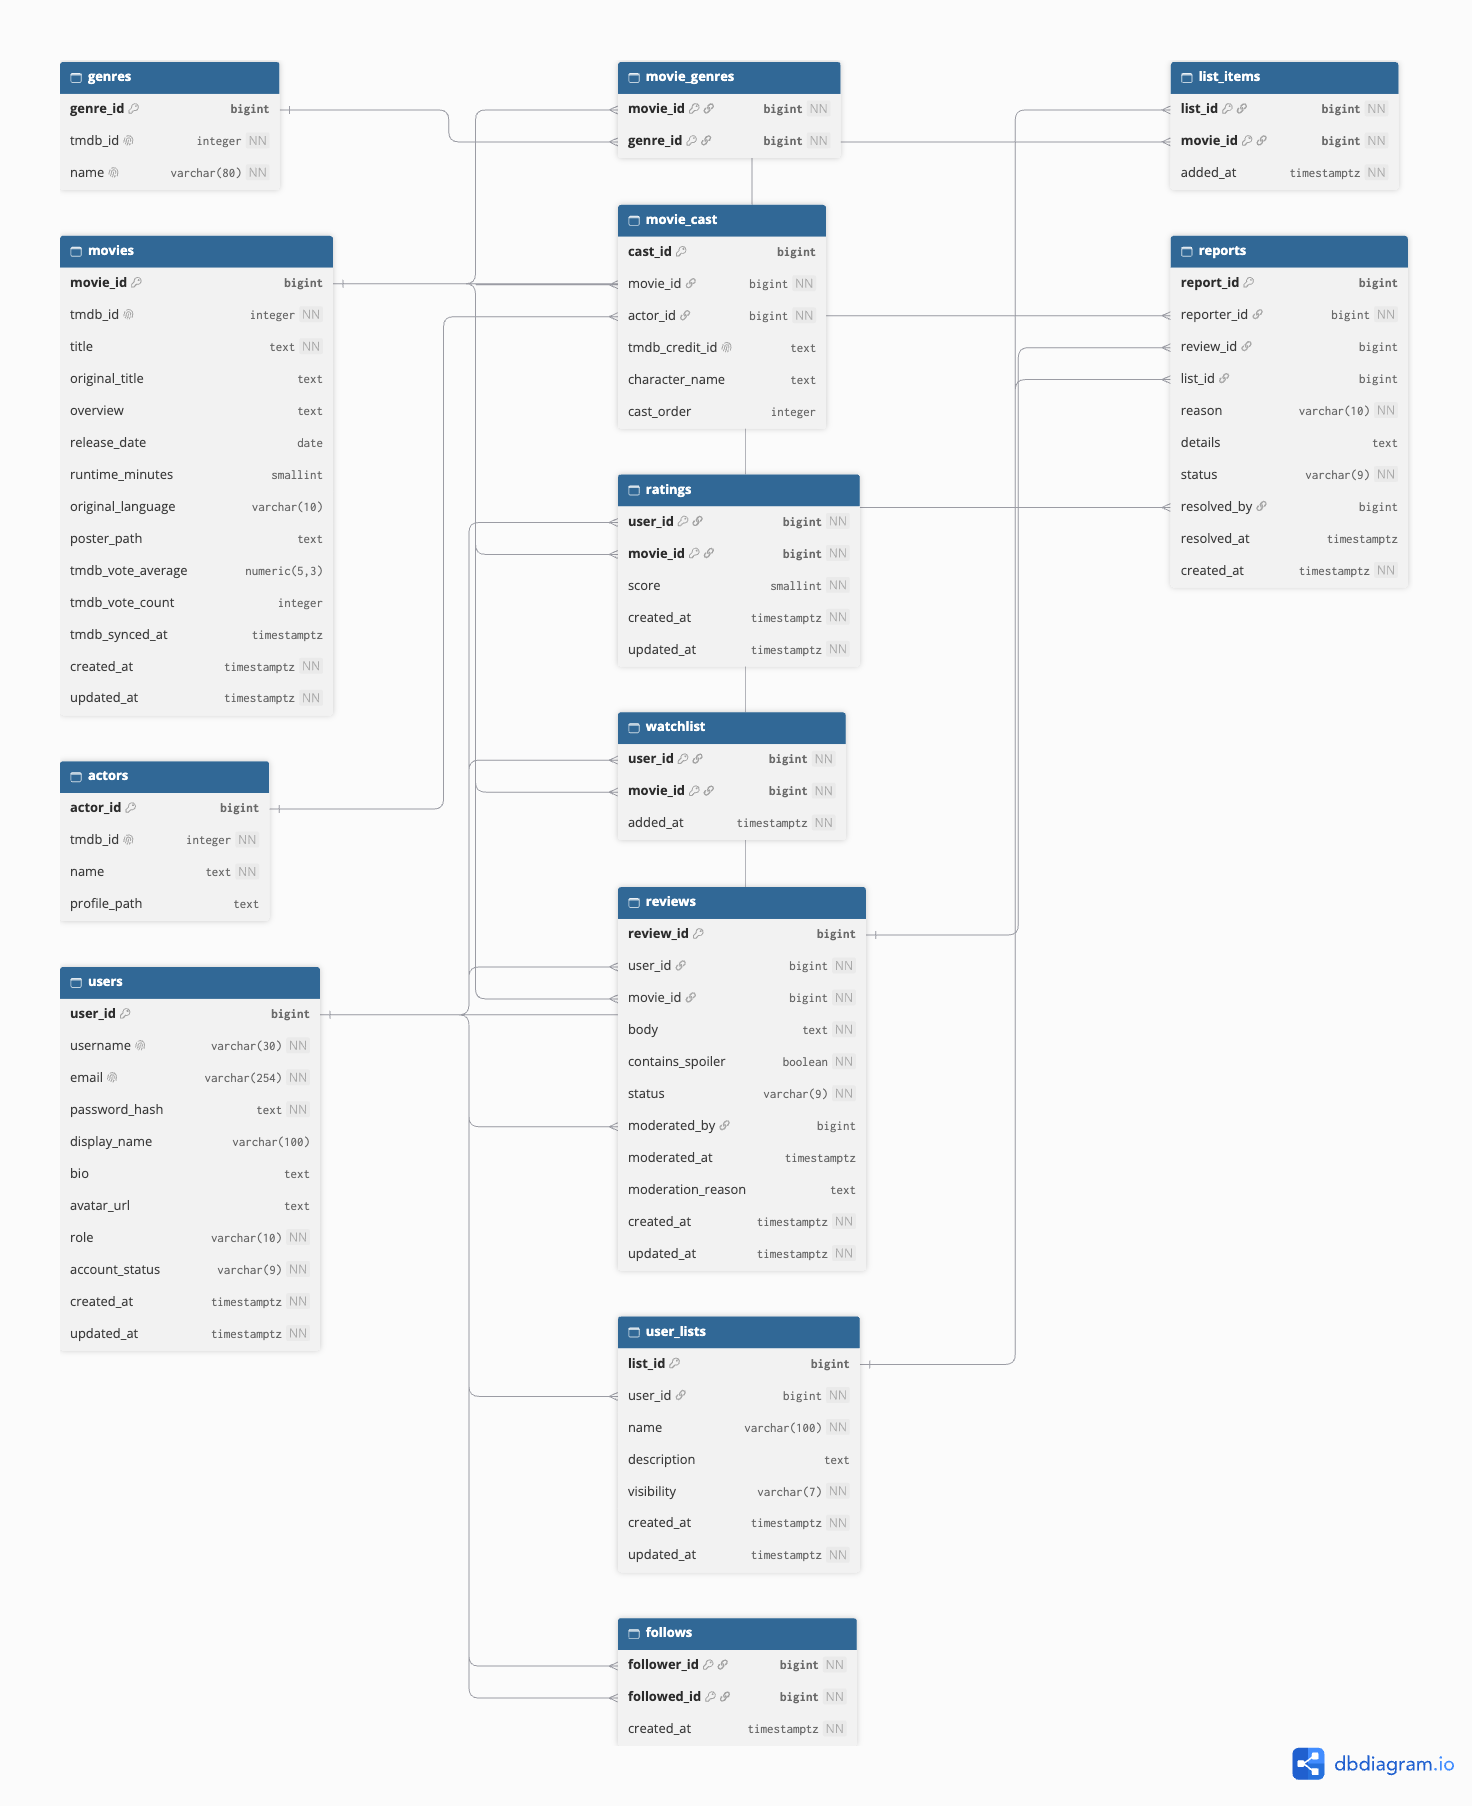 genres
genre_id bigint
tmdb_id integer NN
name varchar(80) NN
movies
movie_id bigint
tmdb_id integer NN
title text NN
original_title text
overview text
release_date date
runtime_minutes smallint
original_language varchar(10)
poster_path text
tmdb_vote_average numeric(5,3)
tmdb_vote_count integer
tmdb_synced_at timestamptz
created_at timestamptz NN
updated_at timestamptz NN
actors
actor_id bigint
tmdb_id integer NN
name text NN
profile_path text
users
user_id bigint
username varchar(30) NN
email varchar(254) NN
password_hash text NN
display_name varchar(100)
bio text
avatar_url text
role varchar(10) NN
account_status varchar(9) NN
created_at timestamptz NN
updated_at timestamptz NN
movie_genres
movie_id bigint NN
genre_id bigint NN
movie_cast
cast_id bigint
movie_id bigint NN
actor_id bigint NN
tmdb_credit_id text
character_name text
cast_order integer
ratings
user_id bigint NN
movie_id bigint NN
score smallint NN
created_at timestamptz NN
updated_at timestamptz NN
watchlist
user_id bigint NN
movie_id bigint NN
added_at timestamptz NN
reviews
review_id bigint
user_id bigint NN
movie_id bigint NN
body text NN
contains_spoiler boolean NN
status varchar(9) NN
moderated_by bigint
moderated_at timestamptz
moderation_reason text
created_at timestamptz NN
updated_at timestamptz NN
user_lists
list_id bigint
user_id bigint NN
name varchar(100) NN
description text
visibility varchar(7) NN
created_at timestamptz NN
updated_at timestamptz NN
follows
follower_id bigint NN
followed_id bigint NN
created_at timestamptz NN
list_items
list_id bigint NN
movie_id bigint NN
added_at timestamptz NN
reports
report_id bigint
reporter_id bigint NN
review_id bigint
list_id bigint
reason varchar(10) NN
details text
status varchar(9) NN
resolved_by bigint
resolved_at timestamptz
created_at timestamptz NN
dbdiagram.io